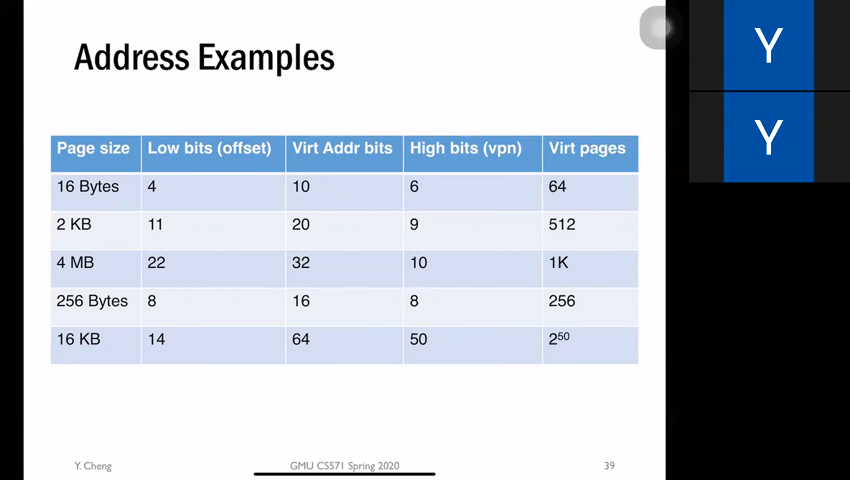 Address Examples
Page size Low bits (offset) Virt Addr bits High bits (vpn) Virt pages
16 Bytes 4 10 6 64
2 KB 11 20 9 512
4 MB 22 32 10 1K
256 Bytes 8 16 8 256
16 KB 14 64 50 2⁵⁰
Y. Cheng GMU CS571 Spring 2020 39
Y
Y